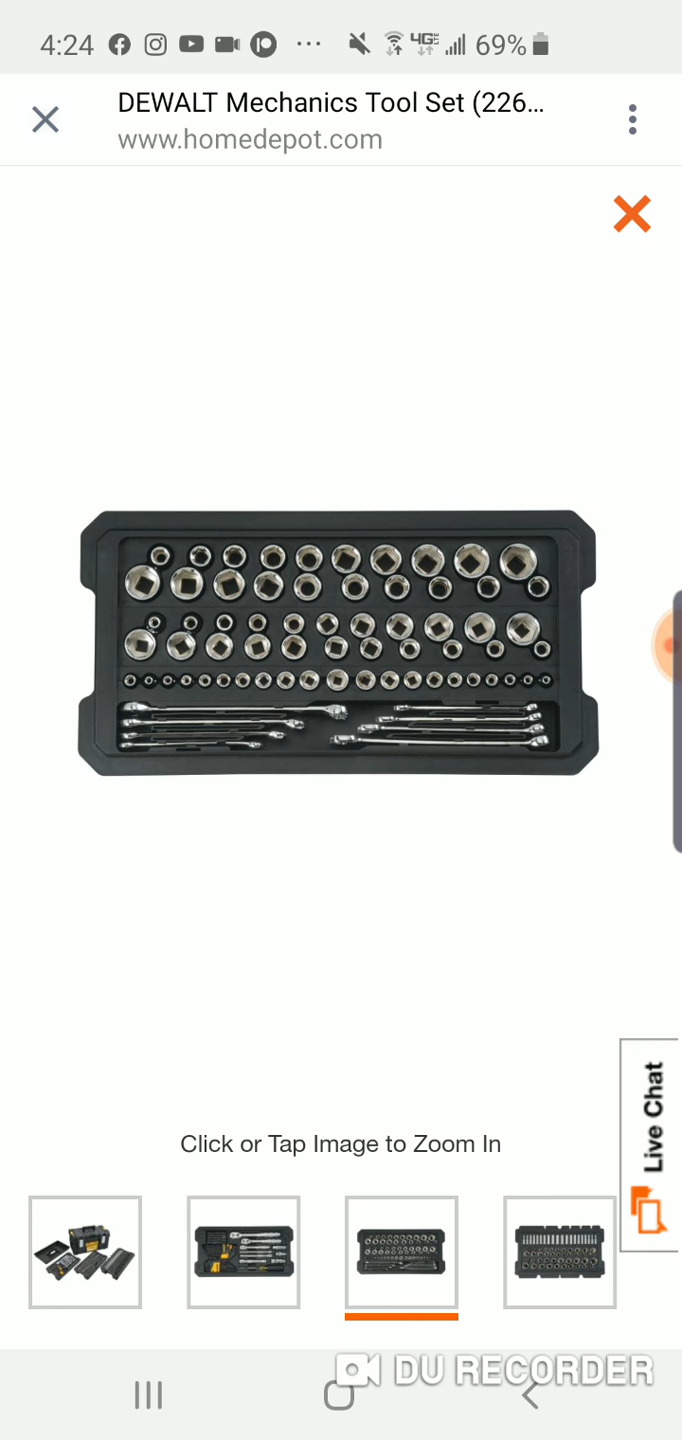 4:24
4G LTE
69%
DEWALT Mechanics Tool Set (226...
www.homedepot.com
Live Chat
Click or Tap Image to Zoom In
DU RECORDER